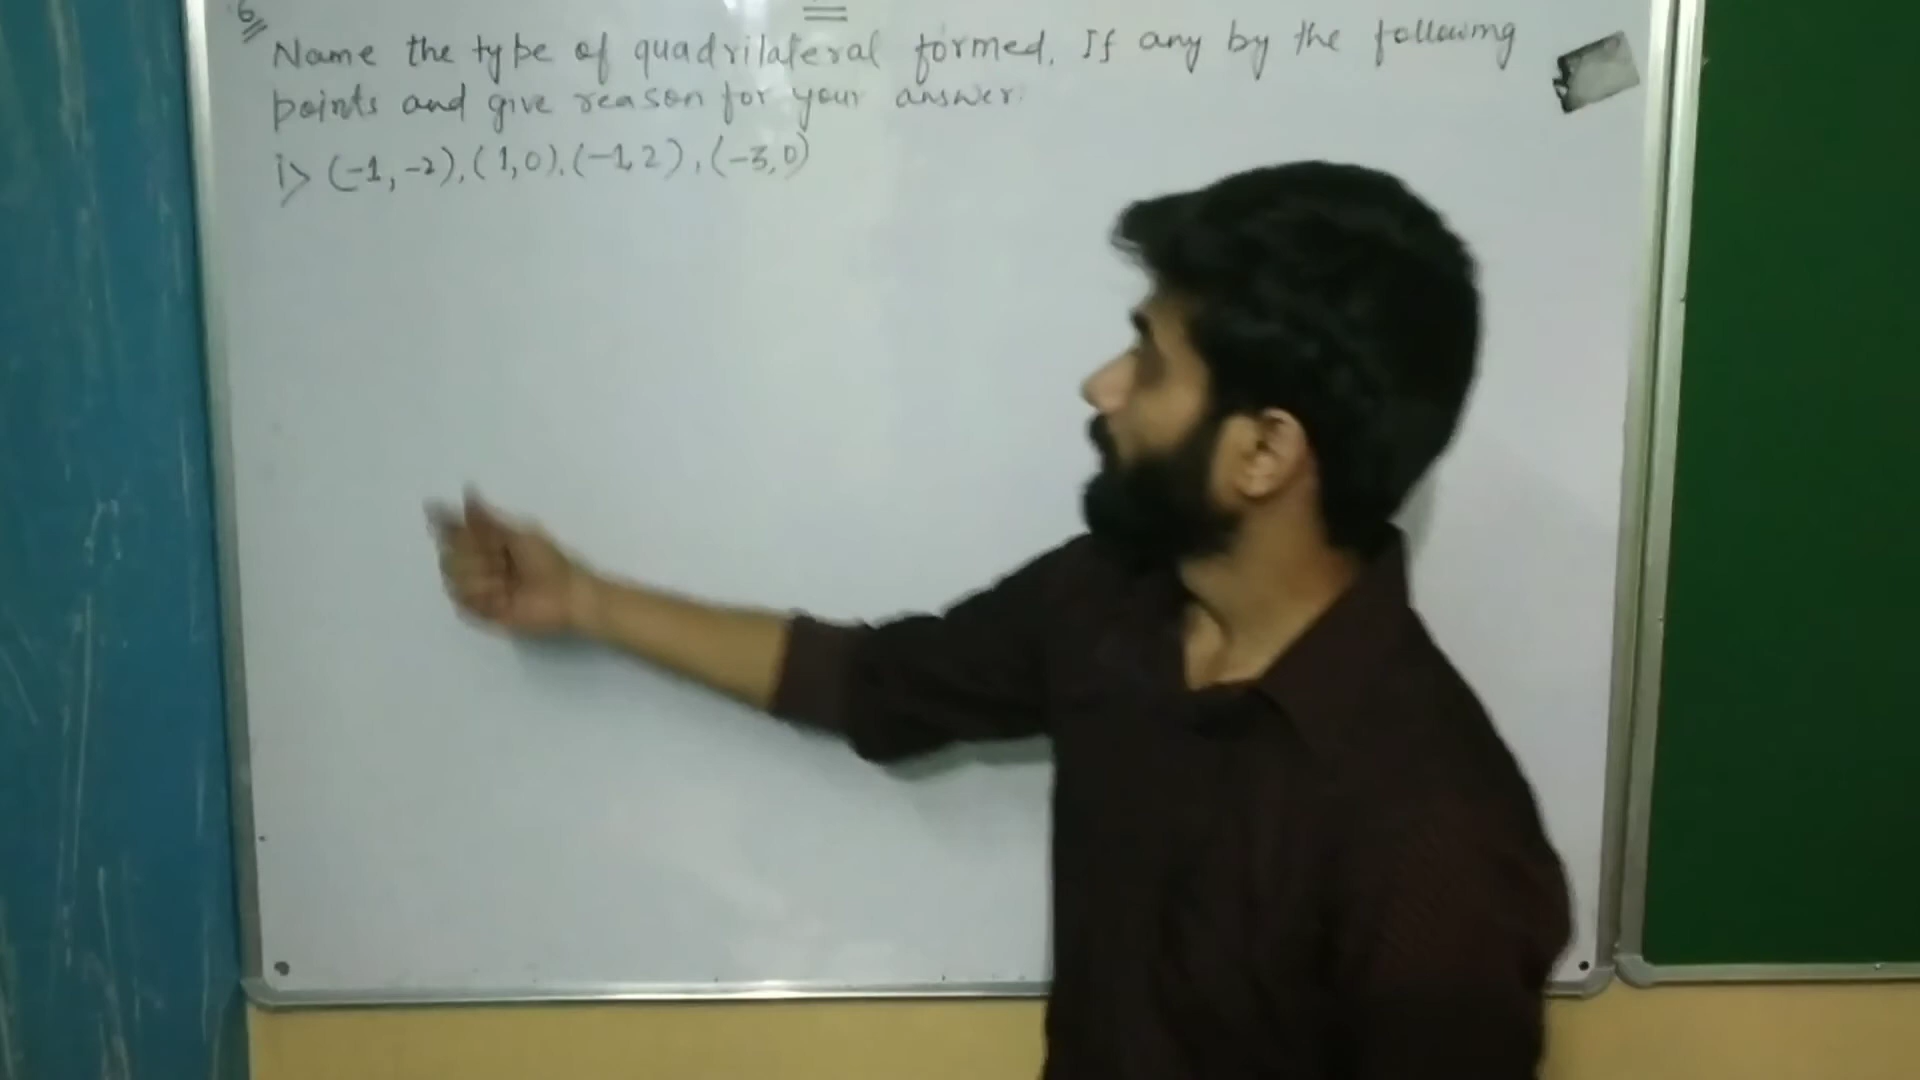 6
Name the type of quadrilateral formed, If any by the following
points and give reason for your answer.
i> (-1,-2), (1,0), (-1,2), (-3,0)